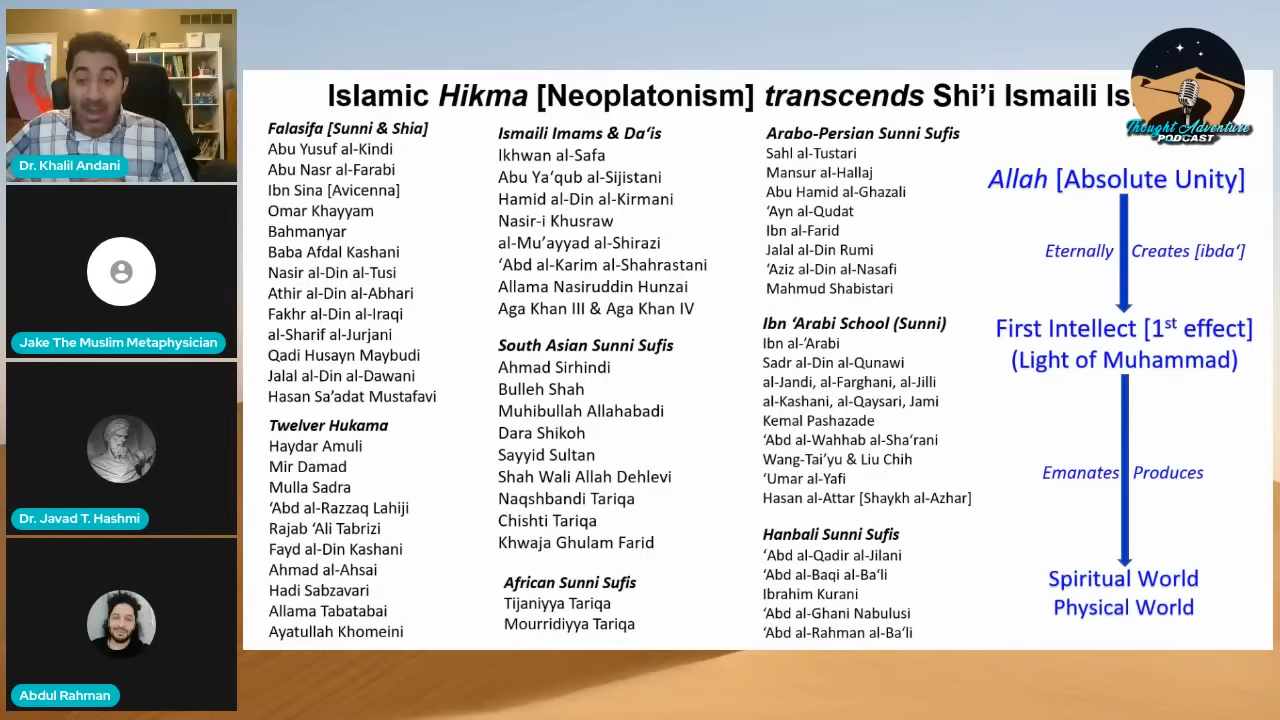 Islamic Hikma [Neoplatonism] transcends Shi’i Ismaili Is
Thought Adventure
PODCAST
Falasifa [Sunni & Shia]
Abu Yusuf al-Kindi
Abu Nasr al-Farabi
Ibn Sina [Avicenna]
Omar Khayyam
Bahmanyar
Baba Afdal Kashani
Nasir al-Din al-Tusi
Athir al-Din al-Abhari
Fakhr al-Din al-Iraqi
al-Sharif al-Jurjani
Qadi Husayn Maybudi
Jalal al-Din al-Dawani
Hasan Sa’adat Mustafavi
Twelver Hukama
Haydar Amuli
Mir Damad
Mulla Sadra
‘Abd al-Razzaq Lahiji
Rajab ‘Ali Tabrizi
Fayd al-Din Kashani
Ahmad al-Ahsai
Hadi Sabzavari
Allama Tabatabai
Ayatullah Khomeini
Ismaili Imams & Da‘is
Ikhwan al-Safa
Abu Ya‘qub al-Sijistani
Hamid al-Din al-Kirmani
Nasir-i Khusraw
al-Mu’ayyad al-Shirazi
‘Abd al-Karim al-Shahrastani
Allama Nasiruddin Hunzai
Aga Khan III & Aga Khan IV
South Asian Sunni Sufis
Ahmad Sirhindi
Bulleh Shah
Muhibullah Allahabadi
Dara Shikoh
Sayyid Sultan
Shah Wali Allah Dehlevi
Naqshbandi Tariqa
Chishti Tariqa
Khwaja Ghulam Farid
African Sunni Sufis
Tijaniyya Tariqa
Mourridiyya Tariqa
Arabo-Persian Sunni Sufis
Sahl al-Tustari
Mansur al-Hallaj
Abu Hamid al-Ghazali
‘Ayn al-Qudat
Ibn al-Farid
Jalal al-Din Rumi
‘Aziz al-Din al-Nasafi
Mahmud Shabistari
Ibn ‘Arabi School (Sunni)
Ibn al-‘Arabi
Sadr al-Din al-Qunawi
al-Jandi, al-Farghani, al-Jilli
al-Kashani, al-Qaysari, Jami
Kemal Pashazade
‘Abd al-Wahhab al-Sha‘rani
Wang-Tai’yu & Liu Chih
‘Umar al-Yafi
Hasan al-Attar [Shaykh al-Azhar]
Hanbali Sunni Sufis
‘Abd al-Qadir al-Jilani
‘Abd al-Baqi al-Ba‘li
Ibrahim Kurani
‘Abd al-Ghani Nabulusi
‘Abd al-Rahman al-Ba‘li
Allah [Absolute Unity]
Eternally Creates [ibda‘]
First Intellect [1st effect]
(Light of Muhammad)
Emanates Produces
Spiritual World
Physical World
Dr. Khalil Andani
Jake The Muslim Metaphysician
Dr. Javad T. Hashmi
Abdul Rahman